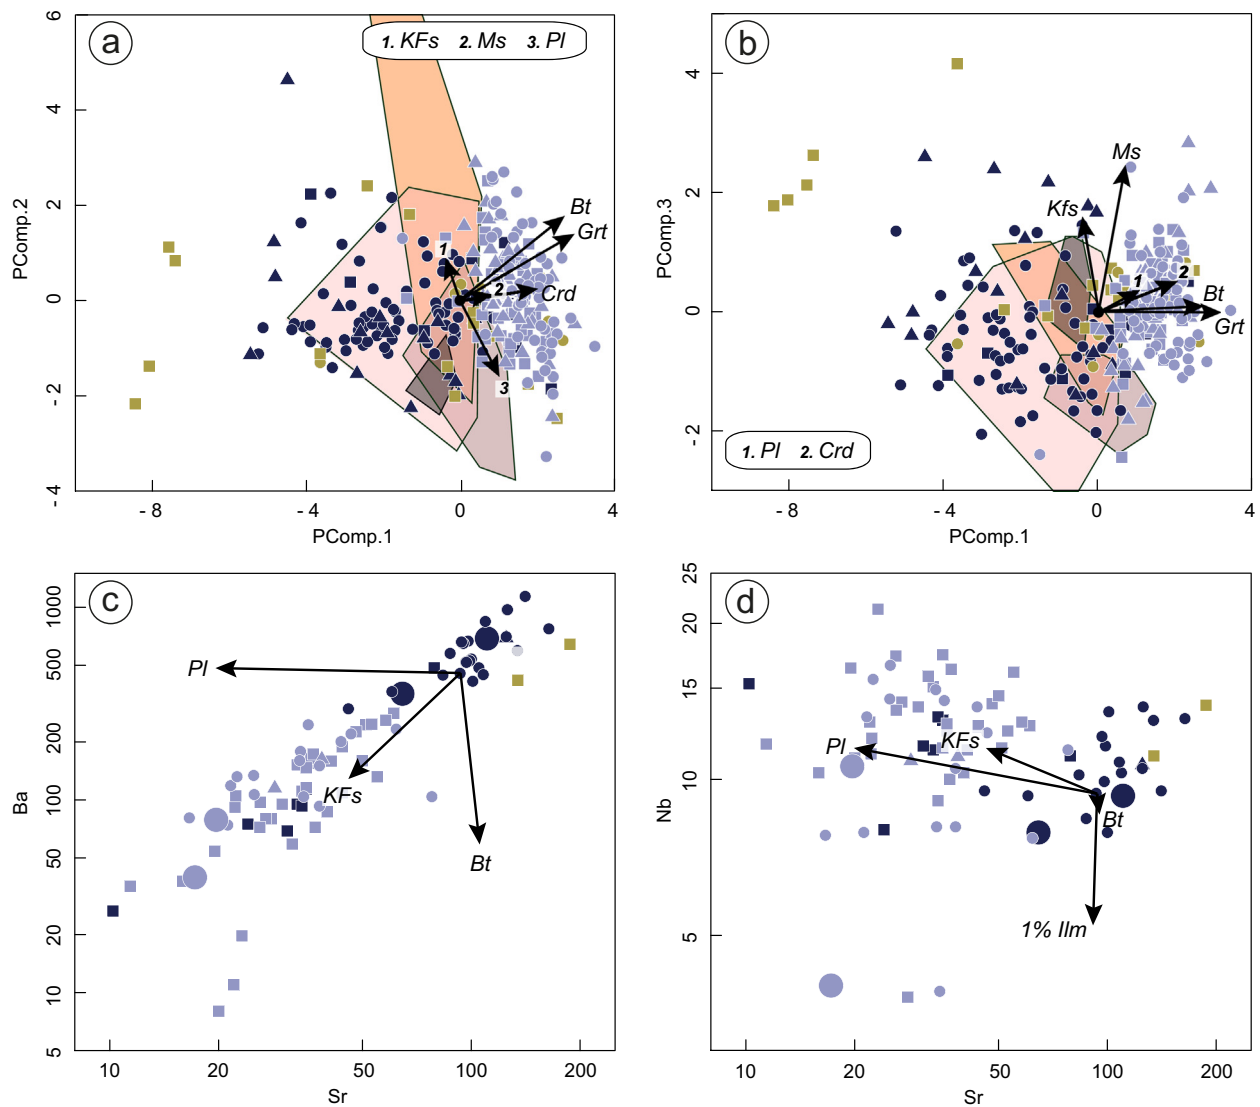 a
1. KFs 2. Ms 3. Pl
PComp.2
6
4
2
0
- 2
- 4
1
2
3
Bt
Grt
Crd
- 8
- 4
0
4
PComp.1
b
PComp.3
4
2
0
- 2
Ms
Kfs
1
2
Bt
Grt
1. Pl 2. Crd
- 8
- 4
0
4
PComp.1
c
Ba
1000
500
200
100
50
20
10
5
Pl
KFs
Bt
10
20
50
100
200
Sr
d
Nb
25
20
15
10
5
Pl
KFs
Bt
1% Ilm
10
20
50
100
200
Sr